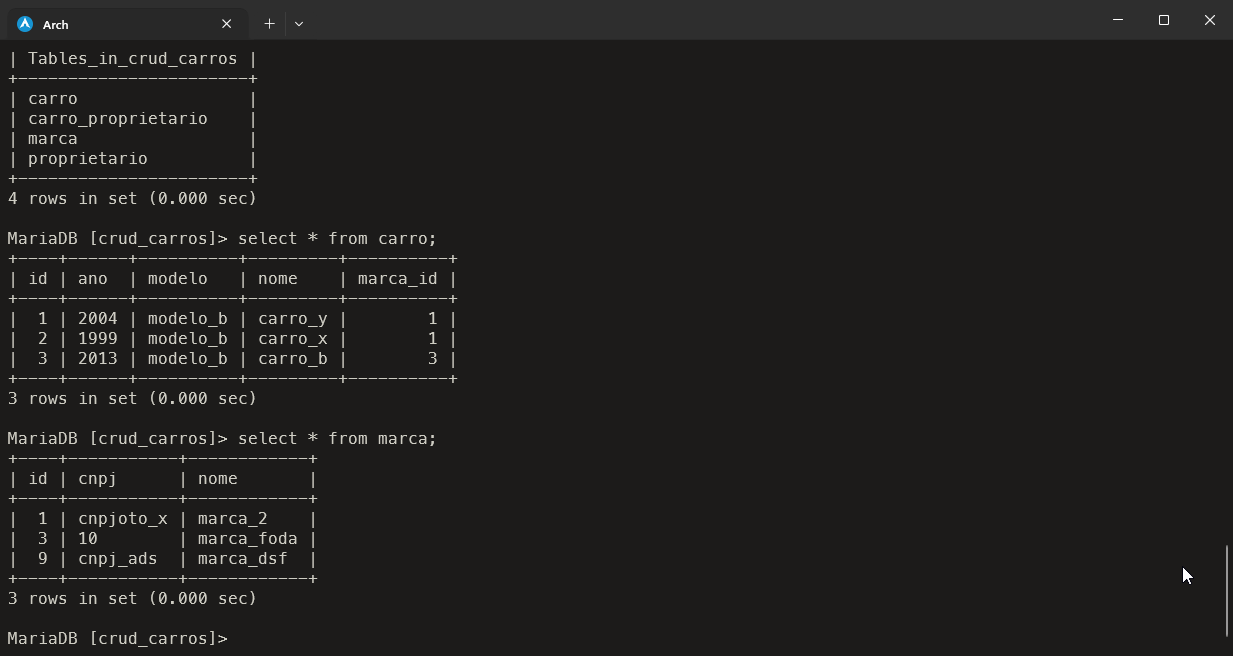 Arch
| Tables_in_crud_carros |
+-----------------------+
| carro                 |
| carro_proprietario    |
| marca                 |
| proprietario          |
+-----------------------+
4 rows in set (0.000 sec)
MariaDB [crud_carros]> select * from carro;
+----+------+----------+---------+----------+
| id | ano  | modelo   | nome    | marca_id |
+----+------+----------+---------+----------+
|  1 | 2004 | modelo_b | carro_y |        1 |
|  2 | 1999 | modelo_b | carro_x |        1 |
|  3 | 2013 | modelo_b | carro_b |        3 |
+----+------+----------+---------+----------+
3 rows in set (0.000 sec)
MariaDB [crud_carros]> select * from marca;
+----+-----------+------------+
| id | cnpj      | nome       |
+----+-----------+------------+
|  1 | cnpjoto_x | marca_2    |
|  3 | 10        | marca_foda |
|  9 | cnpj_ads  | marca_dsf  |
+----+-----------+------------+
3 rows in set (0.000 sec)
MariaDB [crud_carros]>